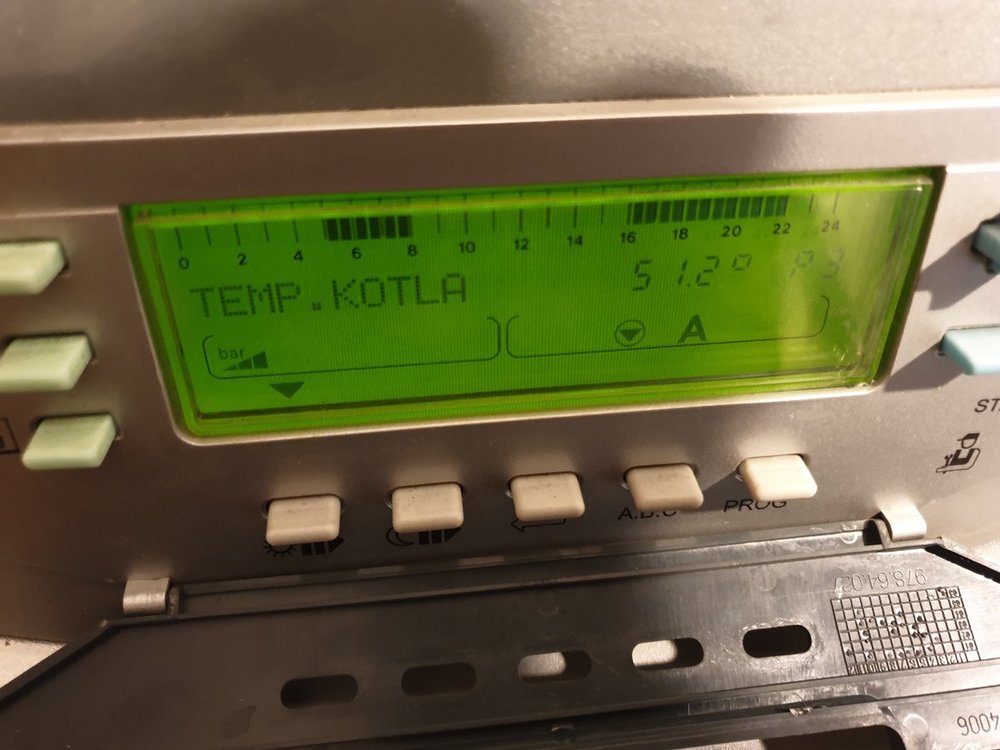 0 2 4 6 8 10 12 14 16 18 20 22 24
TEMP.KOTLA 51.2° P3
bar A
A.B.C PROG